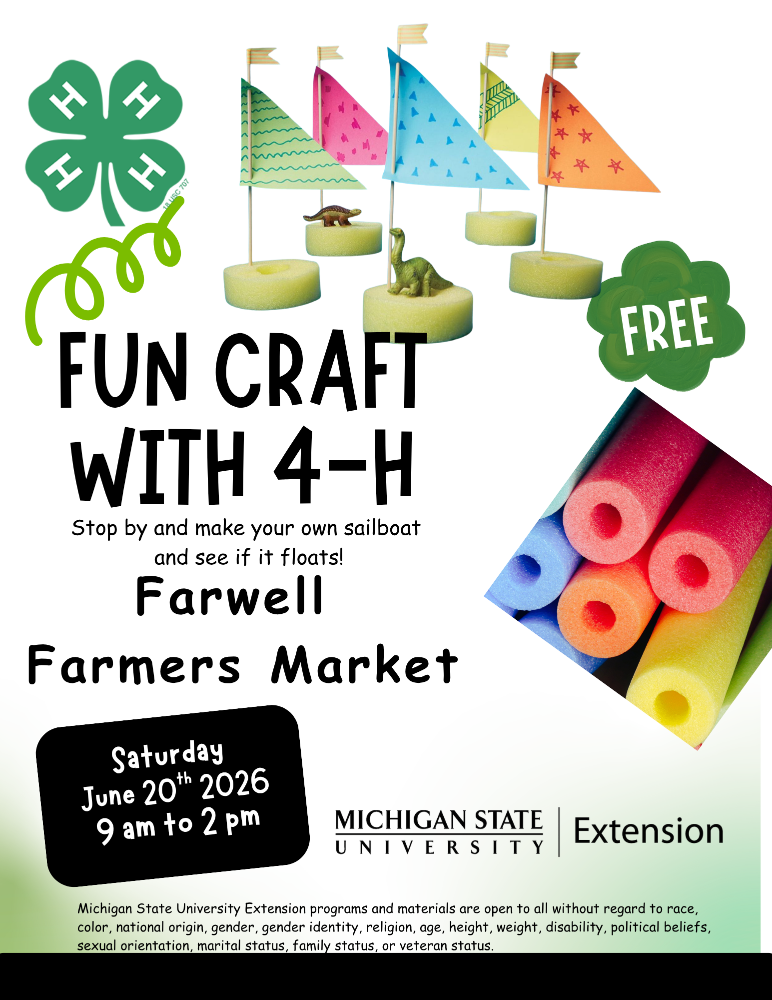 H H
H H
18 USC 707
FREE
FUN CRAFT
WITH 4-H
Stop by and make your own sailboat
and see if it floats!
Farwell
Farmers Market
Saturday
June 20th 2026
9 am to 2 pm
MICHIGAN STATE
UNIVERSITY
Extension
Michigan State University Extension programs and materials are open to all without regard to race,
color, national origin, gender, gender identity, religion, age, height, weight, disability, political beliefs,
sexual orientation, marital status, family status, or veteran status.